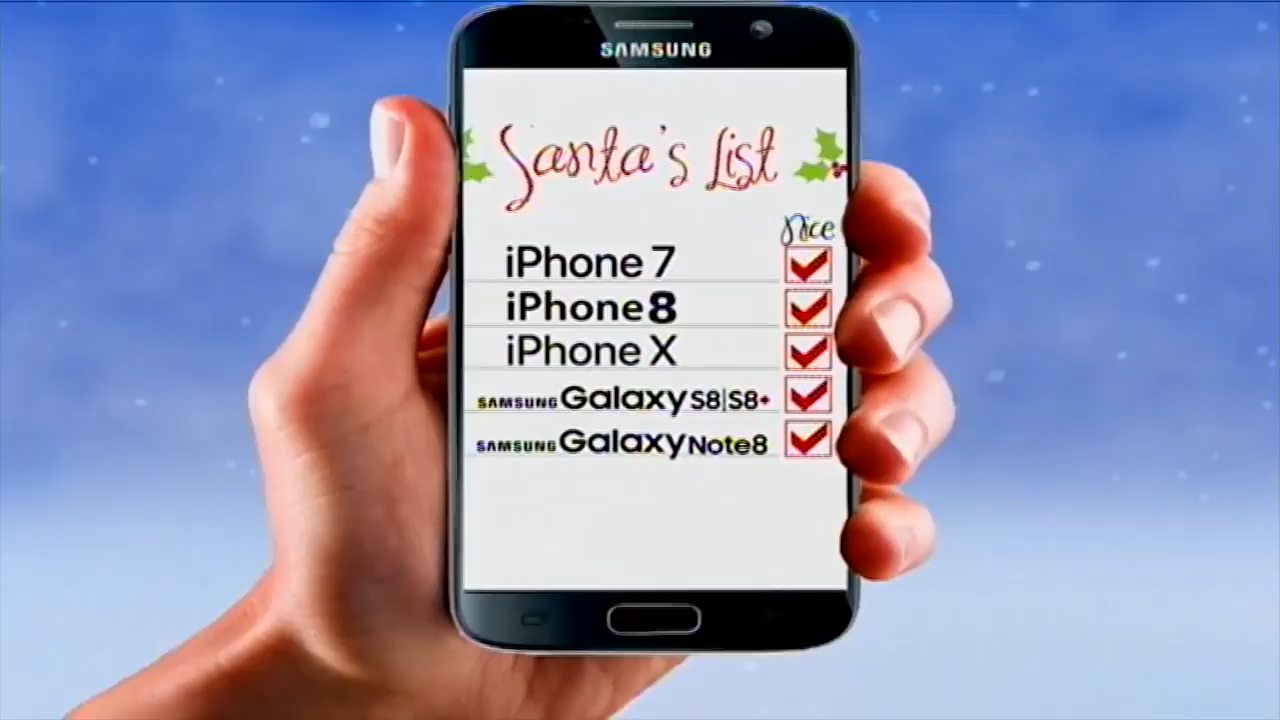 SAMSUNG
Santa's List
Nice
iPhone 7
iPhone 8
iPhone X
SAMSUNG Galaxy S8|S8+
SAMSUNG Galaxy Note8